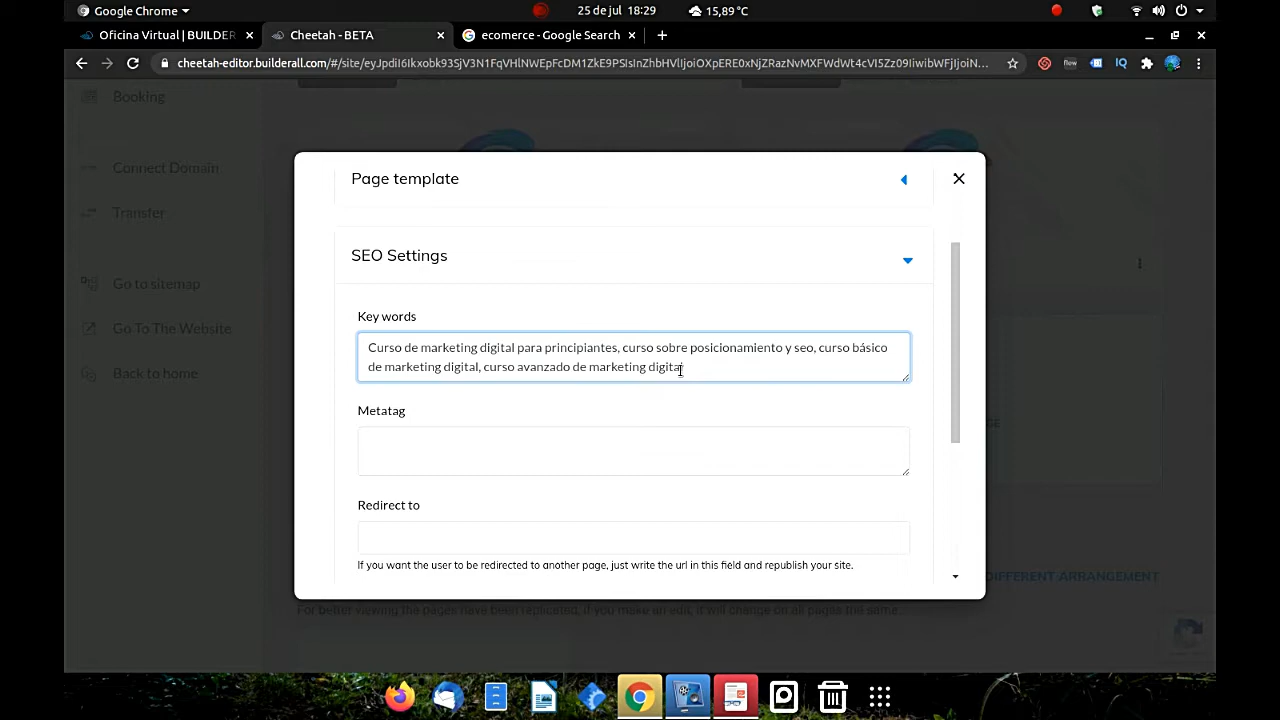 Google Chrome
25 de jul 18:29
15,89 °C
Oficina Virtual | BUILDER
Cheetah - BETA
ecomerce - Google Search
cheetah-editor.builderall.com/#/site/
flow
IQ
Booking
Connect Domain
Transfer
Go to sitemap
Go To The Website
Back to home
Page template
SEO Settings
Key words
Curso de marketing digital para principiantes, curso sobre posicionamiento y seo, curso básico
de marketing digital, curso avanzado de marketing digital
Metatag
Redirect to
If you want the user to be redirected to another page, just write the url in this field and republish your site.
DIFFERENT ARRANGEMENT
For better viewing the pages have been replicated, if you make an edit, it will change on all pages the same.